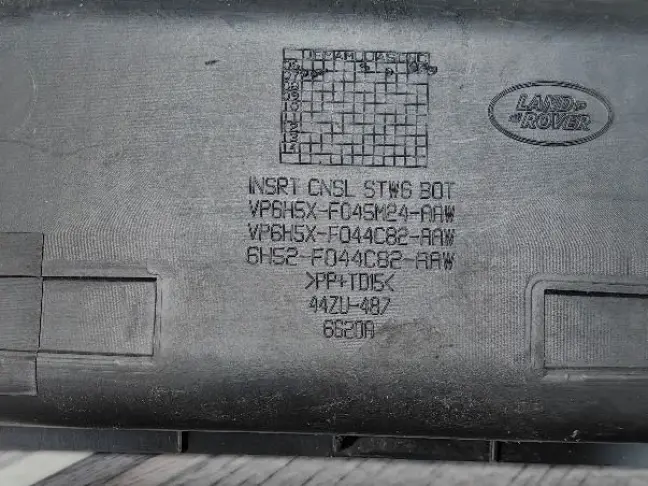 LAND
ROVER
INSRT CNSL STWG BOT
VP6H5X-F045M24-AAW
VP6H5X-F044C82-AAW
6H52-F044C82-AAW
>PP+TD15<
44ZU-487
6S20A